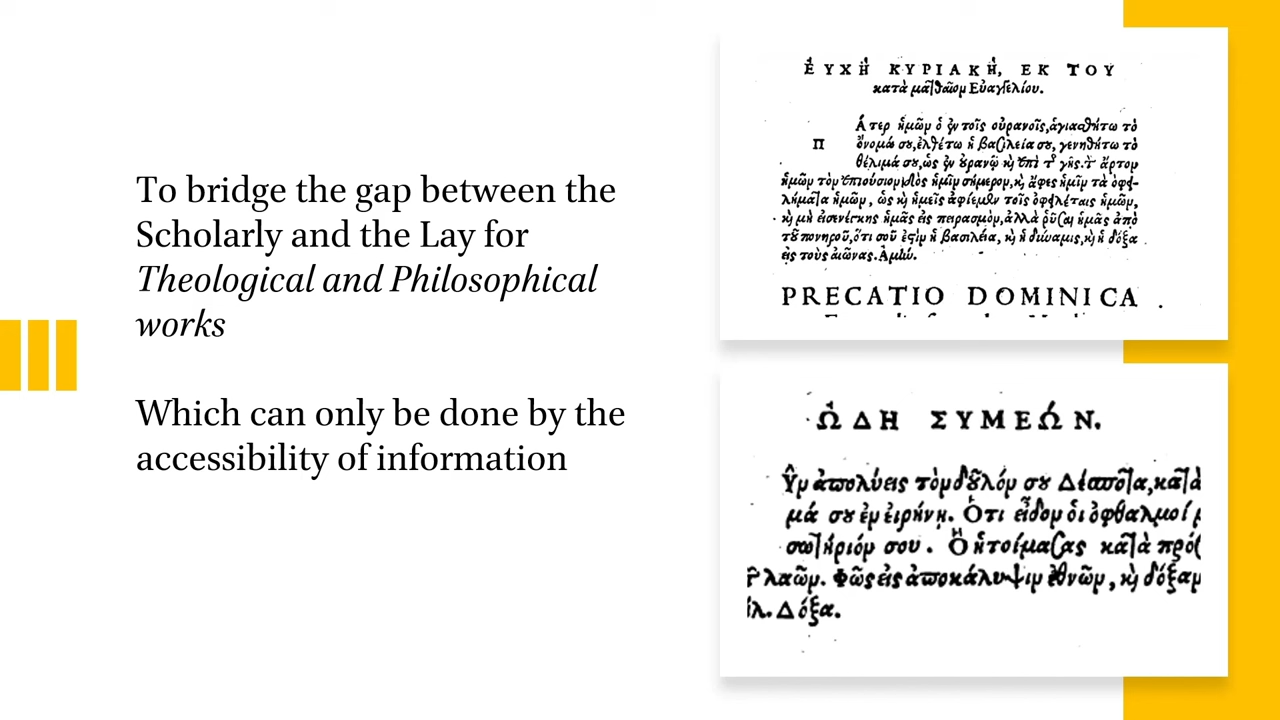 To bridge the gap between the
Scholarly and the Lay for
Theological and Philosophical
works
Which can only be done by the
accessibility of information
ἘΥΧῊ ΚΥΡΙΑΚῊ, ΕΚ ΤΟΥ
κατὰ ματθαῖον Εὐαγγελίου.
Πάτερ ἡμῶν ὁ ἐν τοῖς οὐρανοῖς, ἁγιασθήτω τὸ
ὄνομά σου, ἐλθέτω ἡ βασιλεία σου, γενηθήτω τὸ
θέλημά σου, ὡς ἐν οὐρανῷ καὶ ἐπὶ τῆς γῆς. Τὸν ἄρτον
ἡμῶν τὸν ἐπιούσιον δὸς ἡμῖν σήμερον, καὶ ἄφες ἡμῖν τὰ ὀφει-
λήματα ἡμῶν, ὡς καὶ ἡμεῖς ἀφίεμεν τοῖς ὀφειλέταις ἡμῶν,
καὶ μὴ εἰσενέγκης ἡμᾶς εἰς πειρασμὸν, ἀλλὰ ῥῦσαι ἡμᾶς ἀπὸ
τοῦ πονηροῦ, ὅτι σοῦ ἐστὶν ἡ βασιλεία, καὶ ἡ δύναμις, καὶ ἡ δόξα
εἰς τοὺς αἰῶνας. Ἀμήν.
PRECATIO DOMINICA
ΩΔΗ ΣΥΜΕΏΝ.
Νῦν ἀπολύεις τὸν δοῦλόν σου Δέσποτα, κατὰ
μά σου ἐν εἰρήνῃ. Ὅτι εἶδον οἱ ὀφθαλμοί
σωτήριόν σου. Ὃ ἡτοίμασας κατὰ πρόσ
λαῶν. Φῶς εἰς ἀποκάλυψιν ἐθνῶν, καὶ δόξαν
Δόξα.